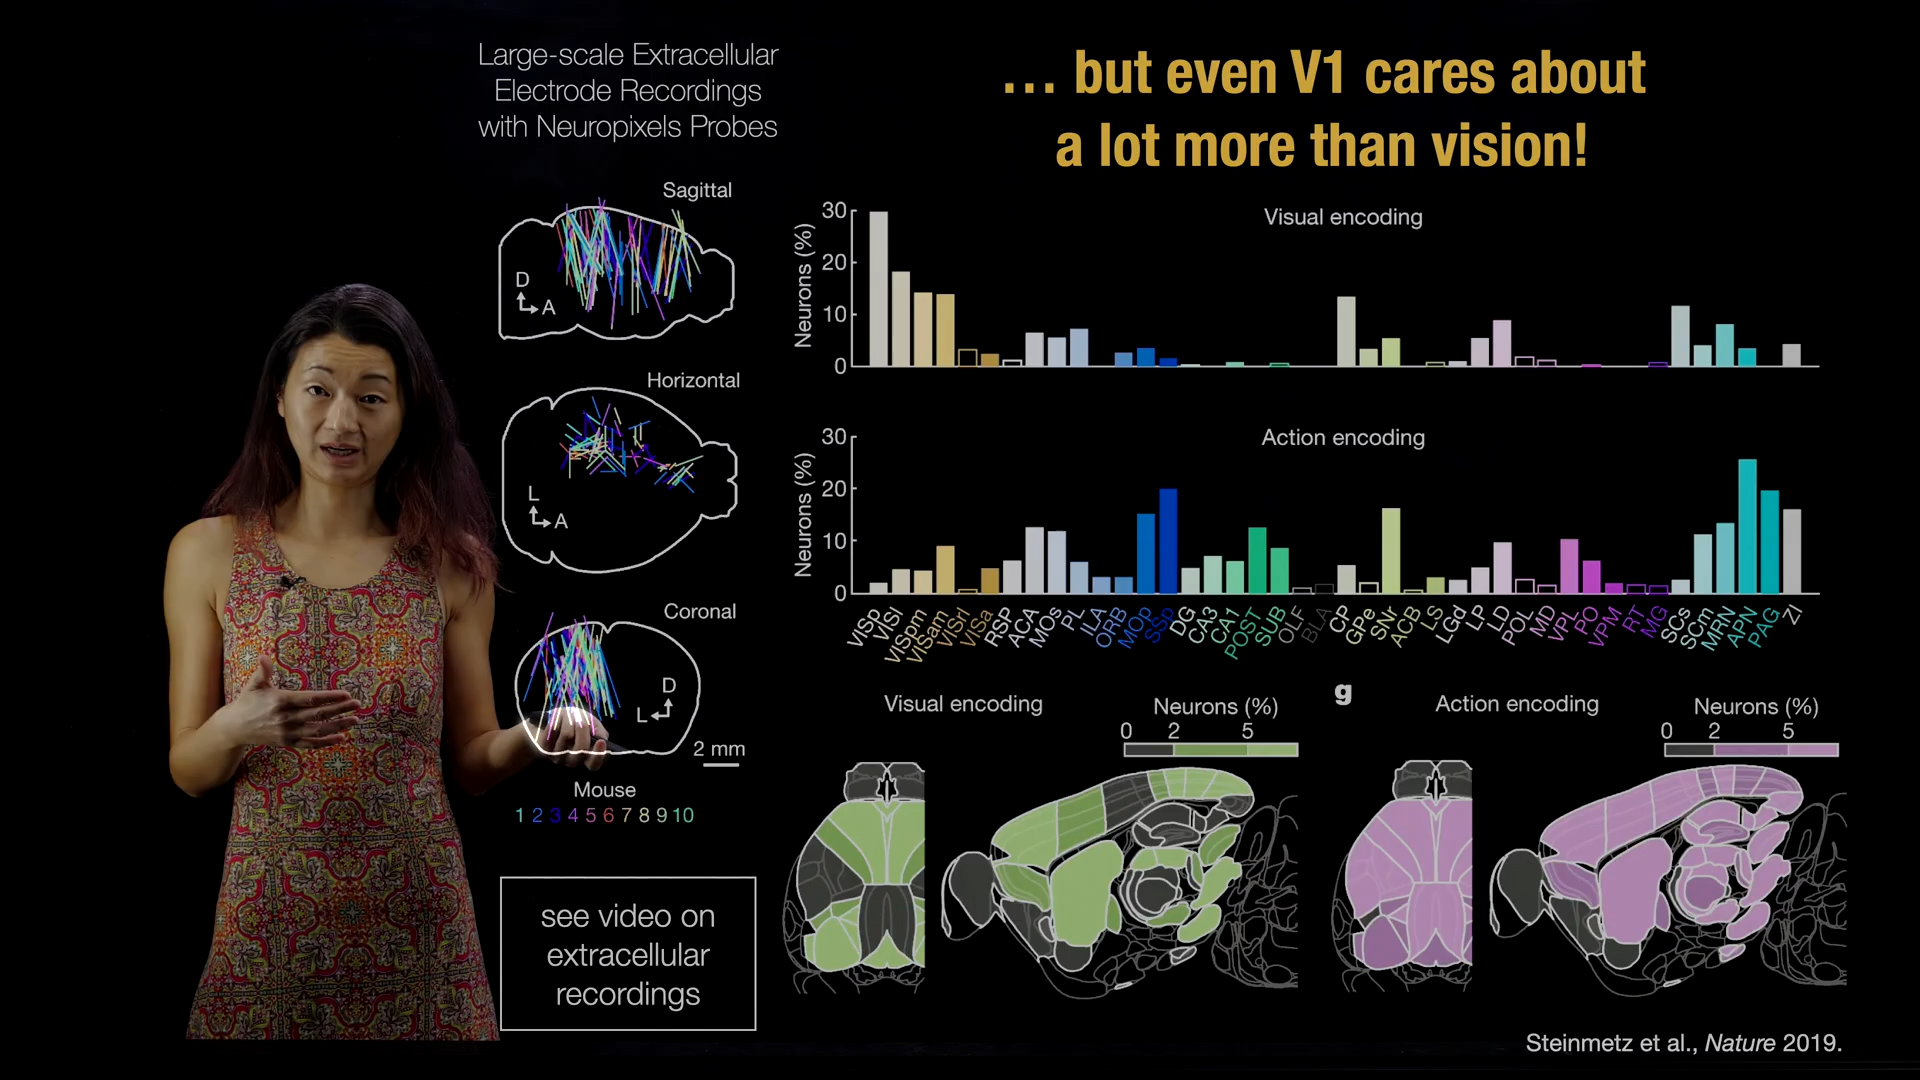 Large-scale Extracellular
Electrode Recordings
with Neuropixels Probes
... but even V1 cares about
a lot more than vision!
Sagittal
D
A
Horizontal
L
A
Coronal
D
L
2 mm
Mouse
1 2 3 4 5 6 7 8 9 10
see video on
extracellular
recordings
Visual encoding
Neurons (%)
30
20
10
0
Action encoding
Neurons (%)
30
20
10
0
VISp VISl VISpm VISam VISrl VISa RSP ACA MOs PL ILA ORB MOp SSp DG CA3 CA1 POST SUB OLF BLA CP GPe SNr ACB LS LGd LP LD POL MD VPL PO VPM RT MG SCs SCm MRN APN PAG ZI
Visual encoding
Neurons (%)
0 2 5
g
Action encoding
Neurons (%)
0 2 5
Steinmetz et al., Nature 2019.